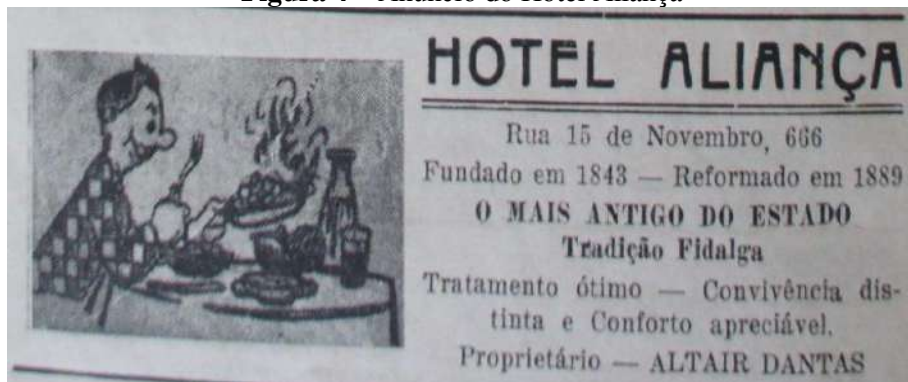 HOTEL ALIANÇA
Rua 15 de Novembro, 666
Fundado em 1843 — Reformado em 1889
O MAIS ANTIGO DO ESTADO
Tradição Fidalga
Tratamento ótimo — Convivência dis-
tinta e Conforto apreciável.
Proprietário — ALTAIR DANTAS